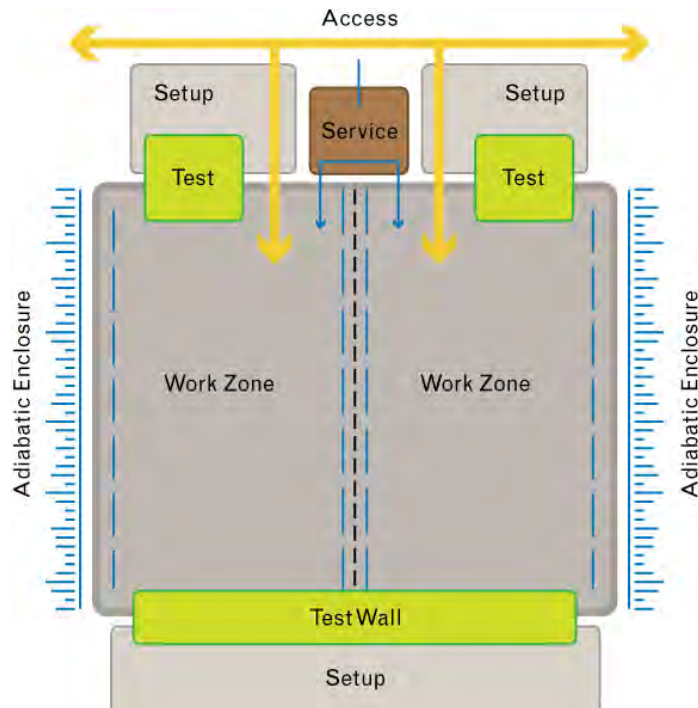 Access
Setup
Setup
Service
Test
Test
Adiabatic Enclosure
Work Zone
Work Zone
Adiabatic Enclosure
Test Wall
Setup